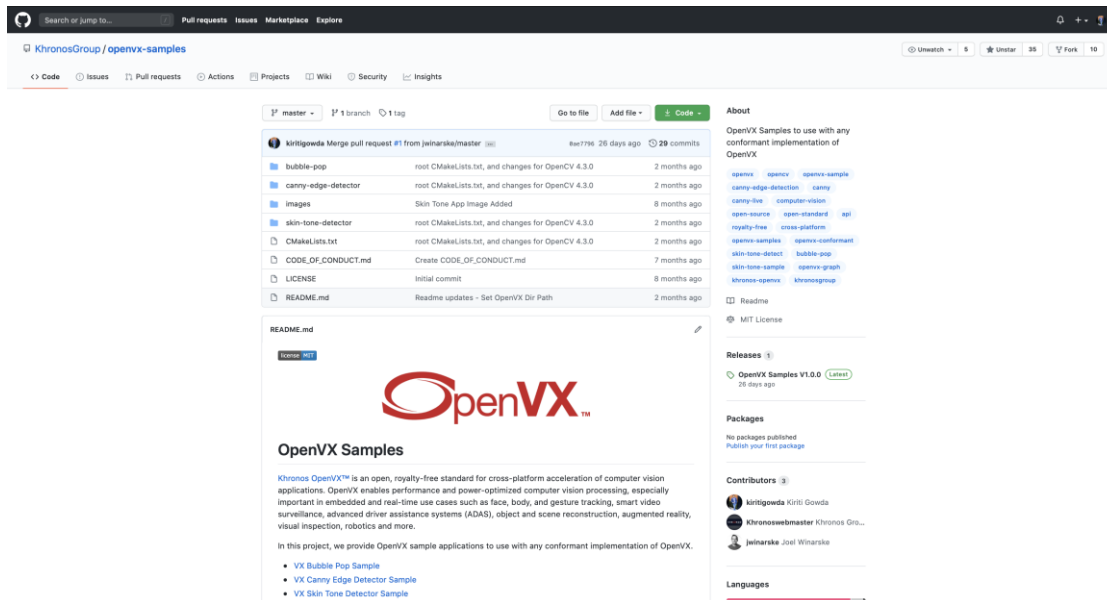 Search or jump to... /
Pull requests Issues Marketplace Explore
KhronosGroup / openvx-samples
Unwatch 5 Unstar 35 Fork 10
Code Issues Pull requests Actions Projects Wiki Security Insights
master 1 branch 1 tag Go to file Add file Code
kiritigowda Merge pull request #1 from jwinarske/master ... 26 days ago 29 commits
bubble-pop root CMakeLists.txt, and changes for OpenCV 4.3.0 2 months ago
canny-edge-detector root CMakeLists.txt, and changes for OpenCV 4.3.0 2 months ago
images Skin Tone App Image Added 8 months ago
skin-tone-detector root CMakeLists.txt, and changes for OpenCV 4.3.0 2 months ago
CMakeLists.txt root CMakeLists.txt, and changes for OpenCV 4.3.0 2 months ago
CODE_OF_CONDUCT.md Create CODE_OF_CONDUCT.md 7 months ago
LICENSE Initial commit 8 months ago
README.md Readme updates - Set OpenVX Dir Path 2 months ago
README.md
license MIT
OpenVX™
OpenVX Samples
Khronos OpenVX™ is an open, royalty-free standard for cross-platform acceleration of computer vision
applications. OpenVX enables performance and power-optimized computer vision processing, especially
important in embedded and real-time use cases such as face, body, and gesture tracking, smart video
surveillance, advanced driver assistance systems (ADAS), object and scene reconstruction, augmented reality,
visual inspection, robotics and more.
In this project, we provide OpenVX sample applications to use with any conformant implementation of OpenVX.
• VX Bubble Pop Sample
• VX Canny Edge Detector Sample
• VX Skin Tone Detector Sample
About
OpenVX Samples to use with any
conformant implementation of
OpenVX
openvx opencv openvx-sample
canny-edge-detection canny
canny-live computer-vision
open-source open-standard api
royalty-free cross-platform
openvx-samples openvx-conformant
skin-tone-detect bubble-pop
skin-tone-sample openvx-graph
khronos-openvx khronosgroup
Readme
MIT License
Releases 1
OpenVX Samples V1.0.0 Latest
26 days ago
Packages
No packages published
Publish your first package
Contributors 3
kiritigowda Kiriti Gowda
Khronoswebmaster Khronos Gro...
jwinarske Joel Winarske
Languages